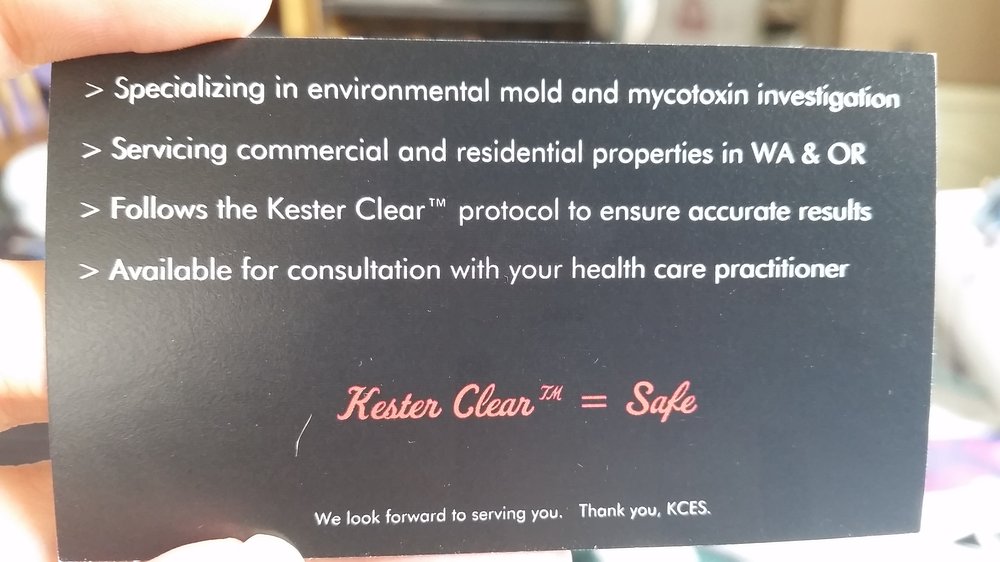 > Specializing in environmental mold and mycotoxin investigation
> Servicing commercial and residential properties in WA & OR
> Follows the Kester Clear™ protocol to ensure accurate results
> Available for consultation with your health care practitioner
Kester Clear™ = Safe
We look forward to serving you. Thank you, KCES.